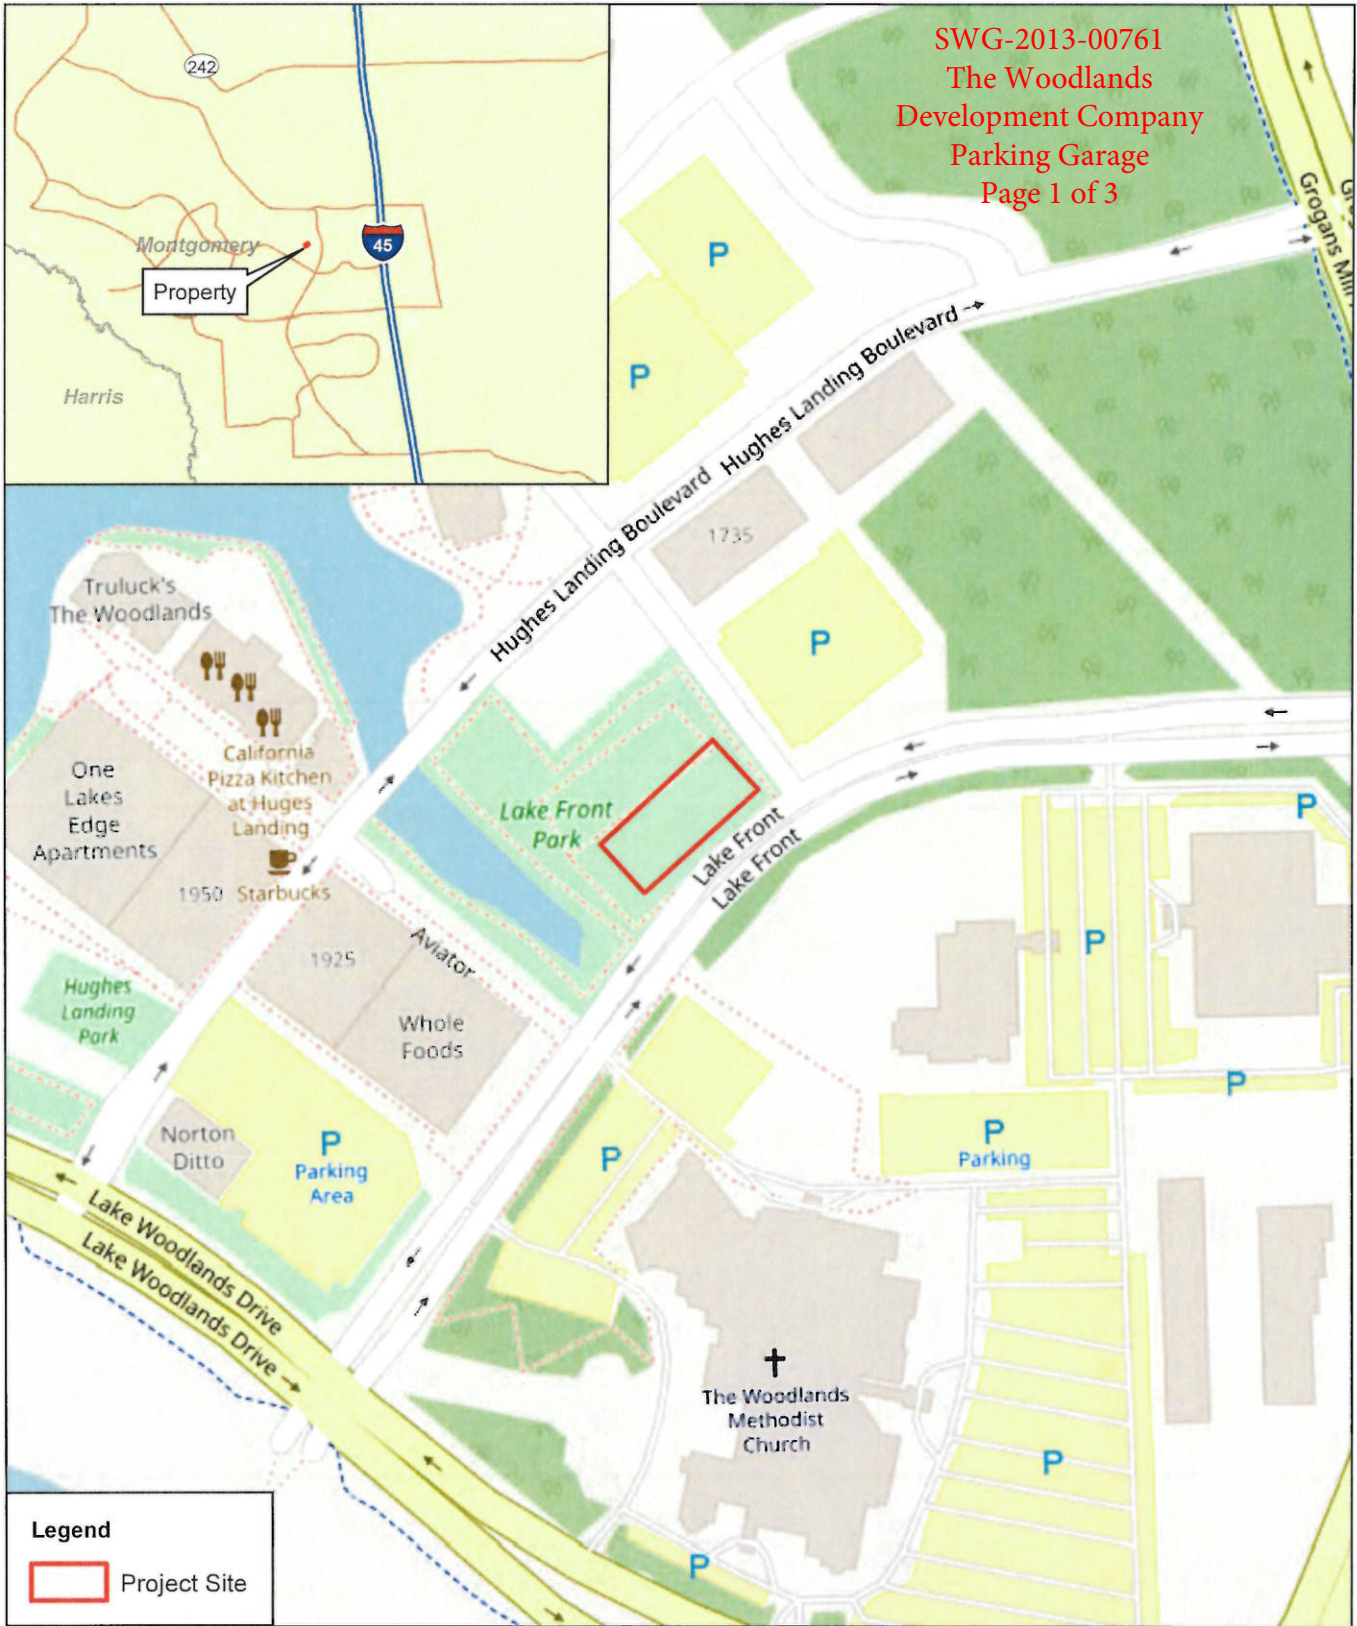 SWG-2013-00761
The Woodlands
Development Company
Parking Garage
Page 1 of 3
242
Montgomery
45
Property
Harris
Grogans Mill
P
P
Hughes Landing Boulevard
Hughes Landing Boulevard
1735
P
Truluck's
The Woodlands
California
Pizza Kitchen
at Huges
Landing
Starbucks
One
Lakes
Edge
Apartments
1950
Lake Front
Park
Lake Front
Lake Front
P
P
P
Aviator
1925
Whole
Foods
Hughes
Landing
Park
Norton
Ditto
P
Parking
Area
P
P
Parking
Lake Woodlands Drive
Lake Woodlands Drive
The Woodlands
Methodist
Church
P
P
Legend
Project Site